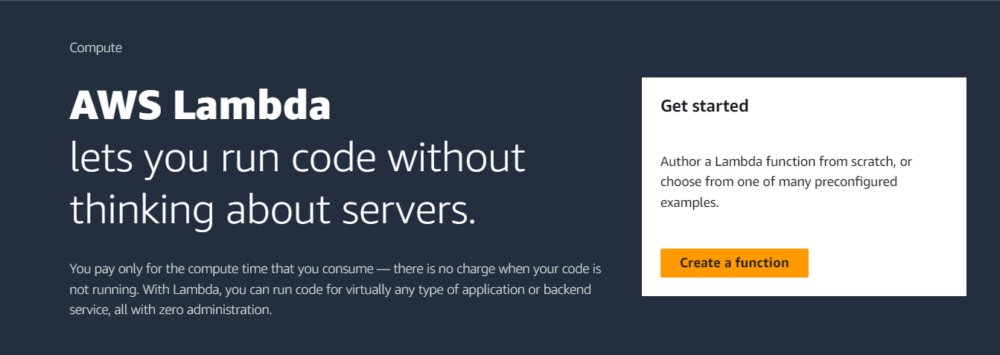 Compute
AWS Lambda
lets you run code without
thinking about servers.
You pay only for the compute time that you consume — there is no charge when your code is
not running. With Lambda, you can run code for virtually any type of application or backend
service, all with zero administration.
Get started
Author a Lambda function from scratch, or
choose from one of many preconfigured
examples.
Create a function